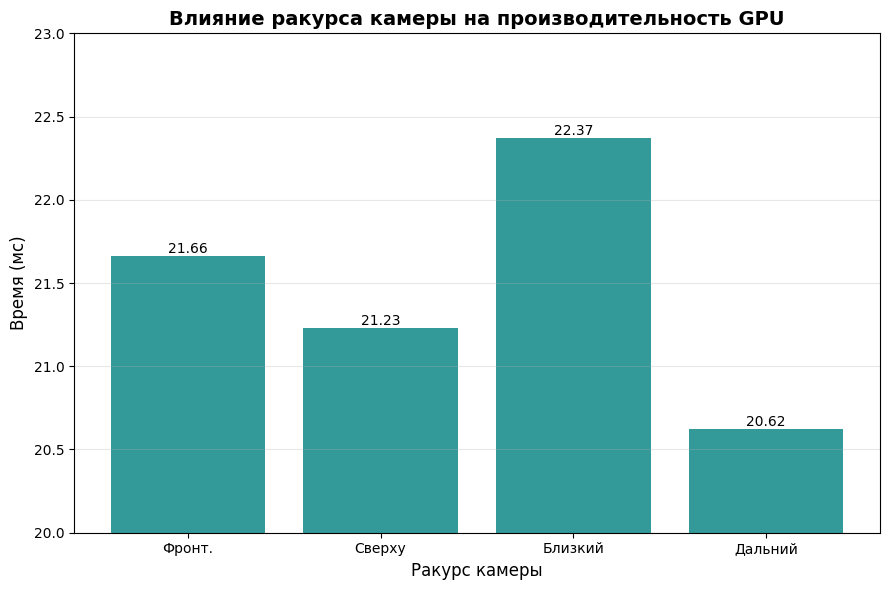 Влияние ракурса камеры на производительность GPU
Время (мс)
23.0
22.5
22.0
21.5
21.0
20.5
20.0
21.66
21.23
22.37
20.62
Фронт.
Сверху
Близкий
Дальний
Ракурс камеры